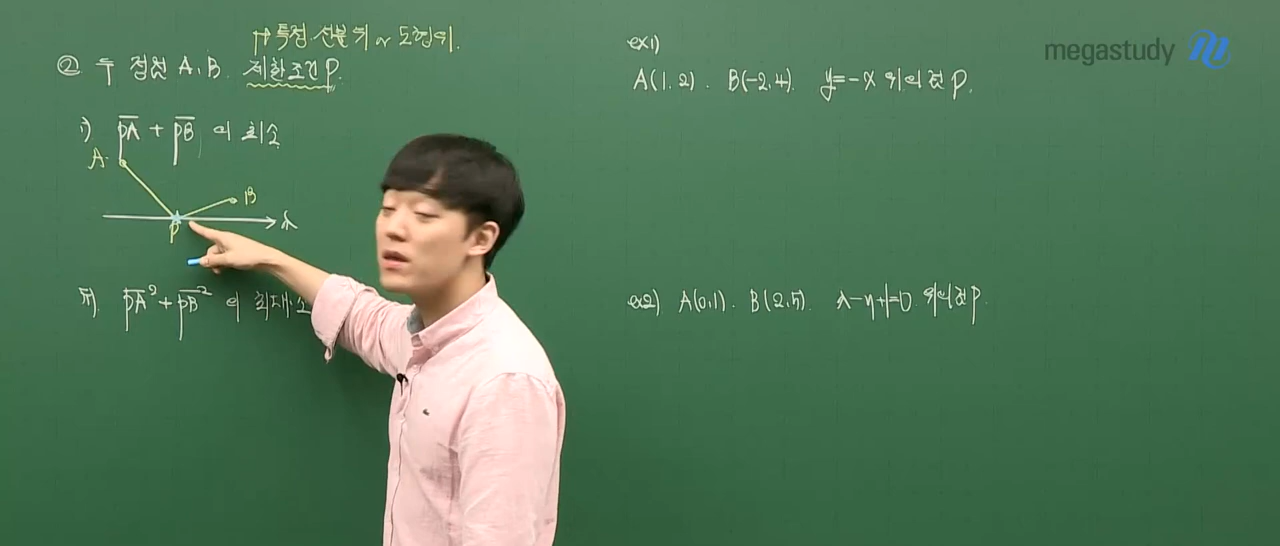 특정 선분 위 or 도형 위.
② 두 정점 A, B. 제한조건 P.
i) PA + PB 의 최소
A
B
x
P
ii) PA² + PB² 의 최대·소
ex1)
A(1, 2). B(-2, 4). y=-x 위의 점 P.
ex2) A(0,1). B(2,5). x-y+1=0 위의 점 P.
megastudy